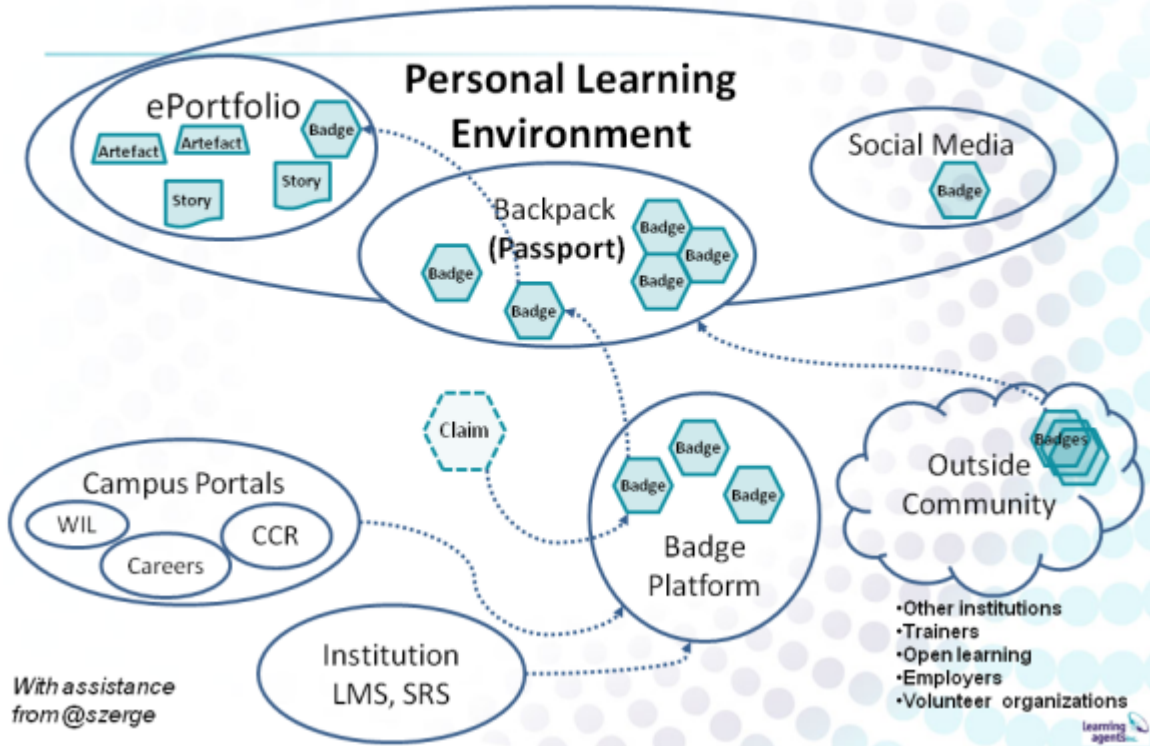 Personal Learning
Environment
ePortfolio
Artefact
Artefact
Badge
Story
Story
Social Media
Badge
Backpack
(Passport)
Badge
Badge
Badge
Badge
Badge
Claim
Badge
Badge
Badge
Badge
Platform
Badges
Outside
Community
Campus Portals
WIL
Careers
CCR
Institution
LMS, SRS
•Other institutions
•Trainers
•Open learning
•Employers
•Volunteer organizations
With assistance
from @szerge
learning
agents inc.